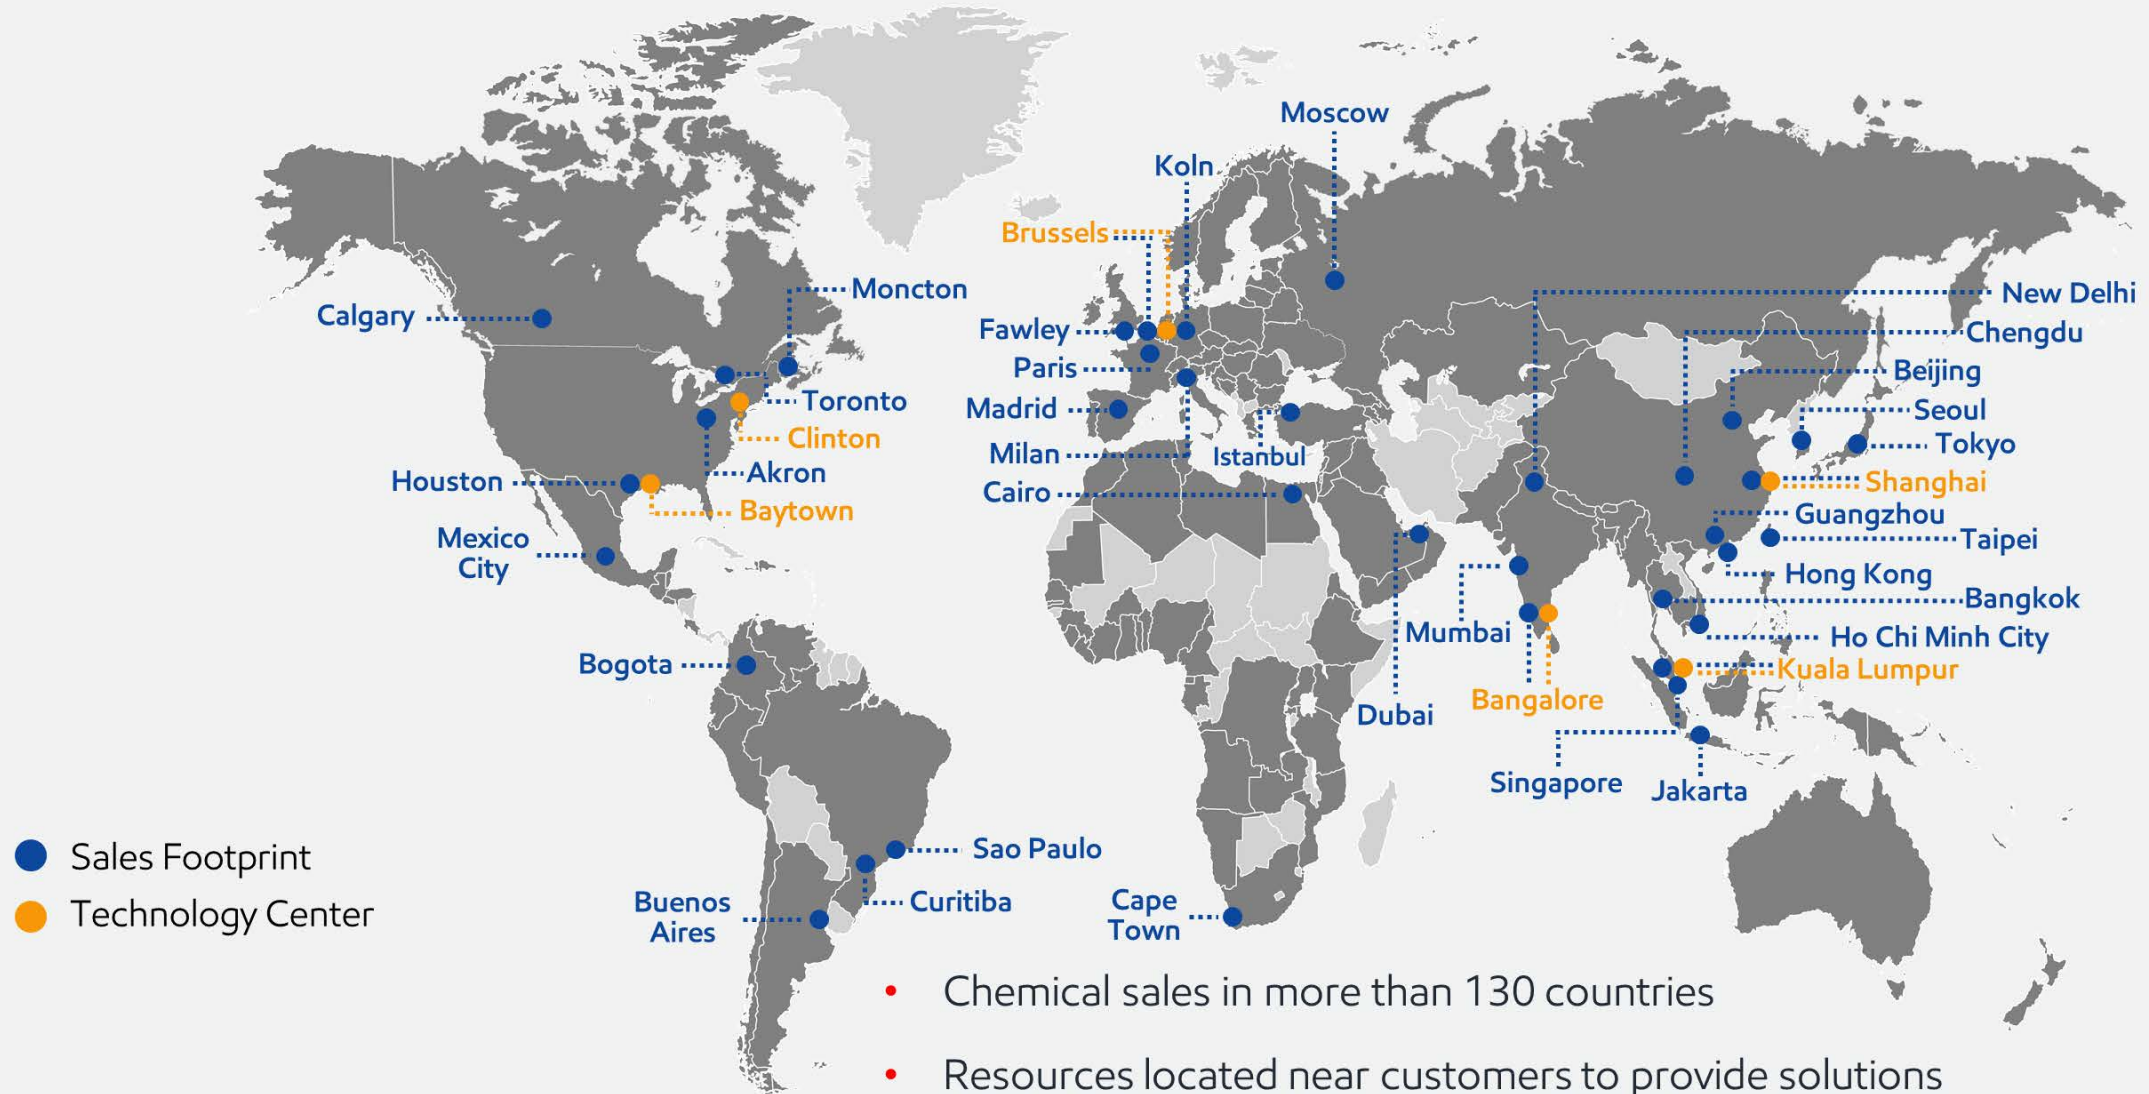 Moscow
Koln
Brussels
Moncton
New Delhi
Calgary
Fawley
Chengdu
Paris
Beijing
Toronto
Madrid
Seoul
Clinton
Tokyo
Milan
Istanbul
Akron
Houston
Shanghai
Cairo
Baytown
Guangzhou
Mexico
City
Taipei
Hong Kong
Bangkok
Mumbai
Ho Chi Minh City
Bogota
Kuala Lumpur
Bangalore
Dubai
Singapore
Jakarta
Sales Footprint
Sao Paulo
Technology Center
Buenos
Aires
Curitiba
Cape
Town
• Chemical sales in more than 130 countries
• Resources located near customers to provide solutions